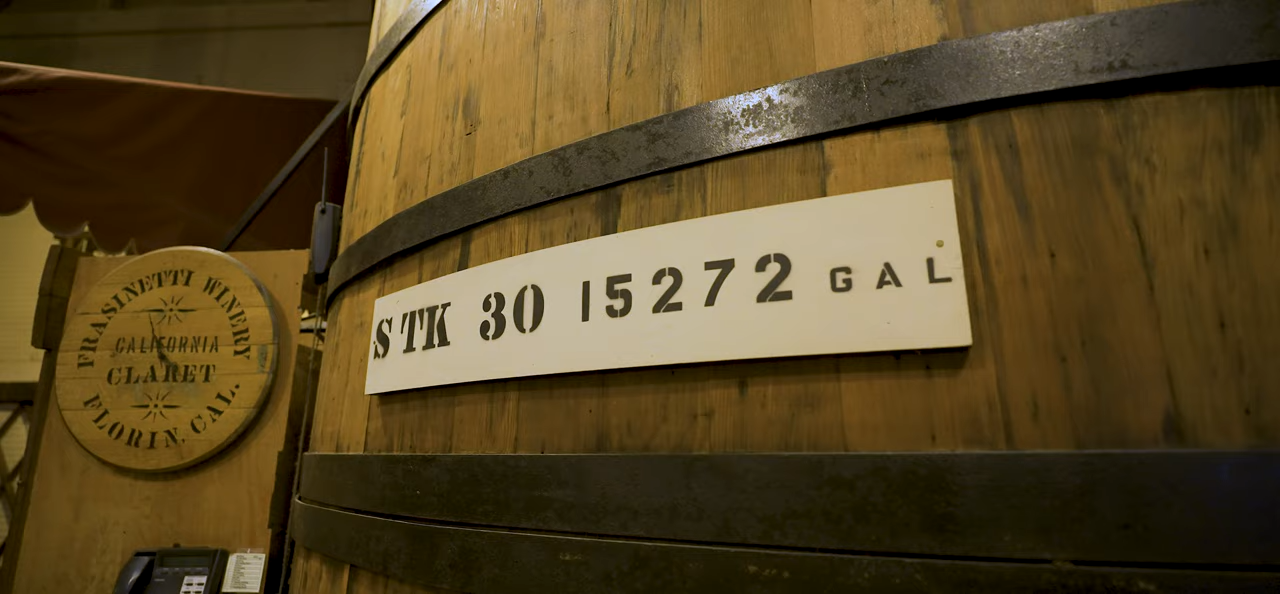 FRASINETTI WINERY
CALIFORNIA
CLARET
FLORIN. CAL.
STK 30 15272 GAL